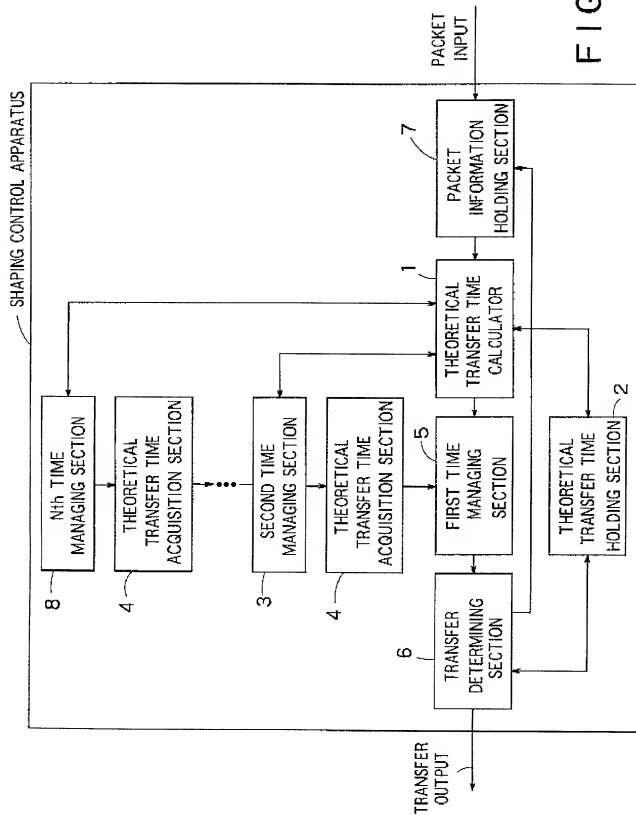 SHAPING CONTROL APPARATUS
8
Nth TIME
MANAGING SECTION
4
THEORETICAL
TRANSFER TIME
ACQUISITION SECTION
3
SECOND TIME
MANAGING SECTION
4
THEORETICAL
TRANSFER TIME
ACQUISITION SECTION
TRANSFER
OUTPUT
6
TRANSFER
DETERMINING
SECTION
5
FIRST TIME
MANAGING
SECTION
1
THEORETICAL
TRANSFER TIME
CALCULATOR
7
PACKET
INFORMATION
HOLDING SECTION
PACKET
INPUT
THEORETICAL
TRANSFER TIME
HOLDING SECTION
2
FIG